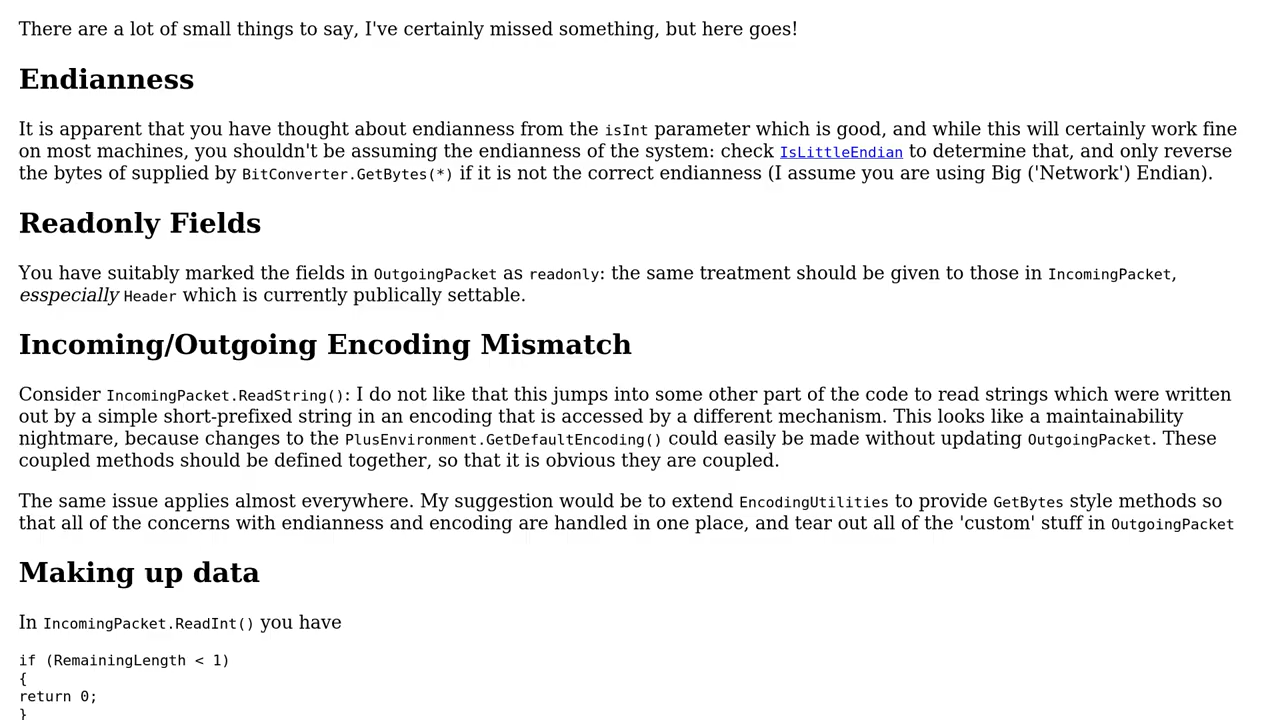 There are a lot of small things to say, I've certainly missed something, but here goes!
Endianness
It is apparent that you have thought about endianness from the isInt parameter which is good, and while this will certainly work fine
on most machines, you shouldn't be assuming the endianness of the system: check IsLittleEndian to determine that, and only reverse
the bytes of supplied by BitConverter.GetBytes(*) if it is not the correct endianness (I assume you are using Big ('Network') Endian).
Readonly Fields
You have suitably marked the fields in OutgoingPacket as readonly: the same treatment should be given to those in IncomingPacket,
esspecially Header which is currently publically settable.
Incoming/Outgoing Encoding Mismatch
Consider IncomingPacket.ReadString(): I do not like that this jumps into some other part of the code to read strings which were written
out by a simple short-prefixed string in an encoding that is accessed by a different mechanism. This looks like a maintainability
nightmare, because changes to the PlusEnvironment.GetDefaultEncoding() could easily be made without updating OutgoingPacket. These
coupled methods should be defined together, so that it is obvious they are coupled.
The same issue applies almost everywhere. My suggestion would be to extend EncodingUtilities to provide GetBytes style methods so
that all of the concerns with endianness and encoding are handled in one place, and tear out all of the 'custom' stuff in OutgoingPacket
Making up data
In IncomingPacket.ReadInt() you have
if (RemainingLength < 1)
{
return 0;
}